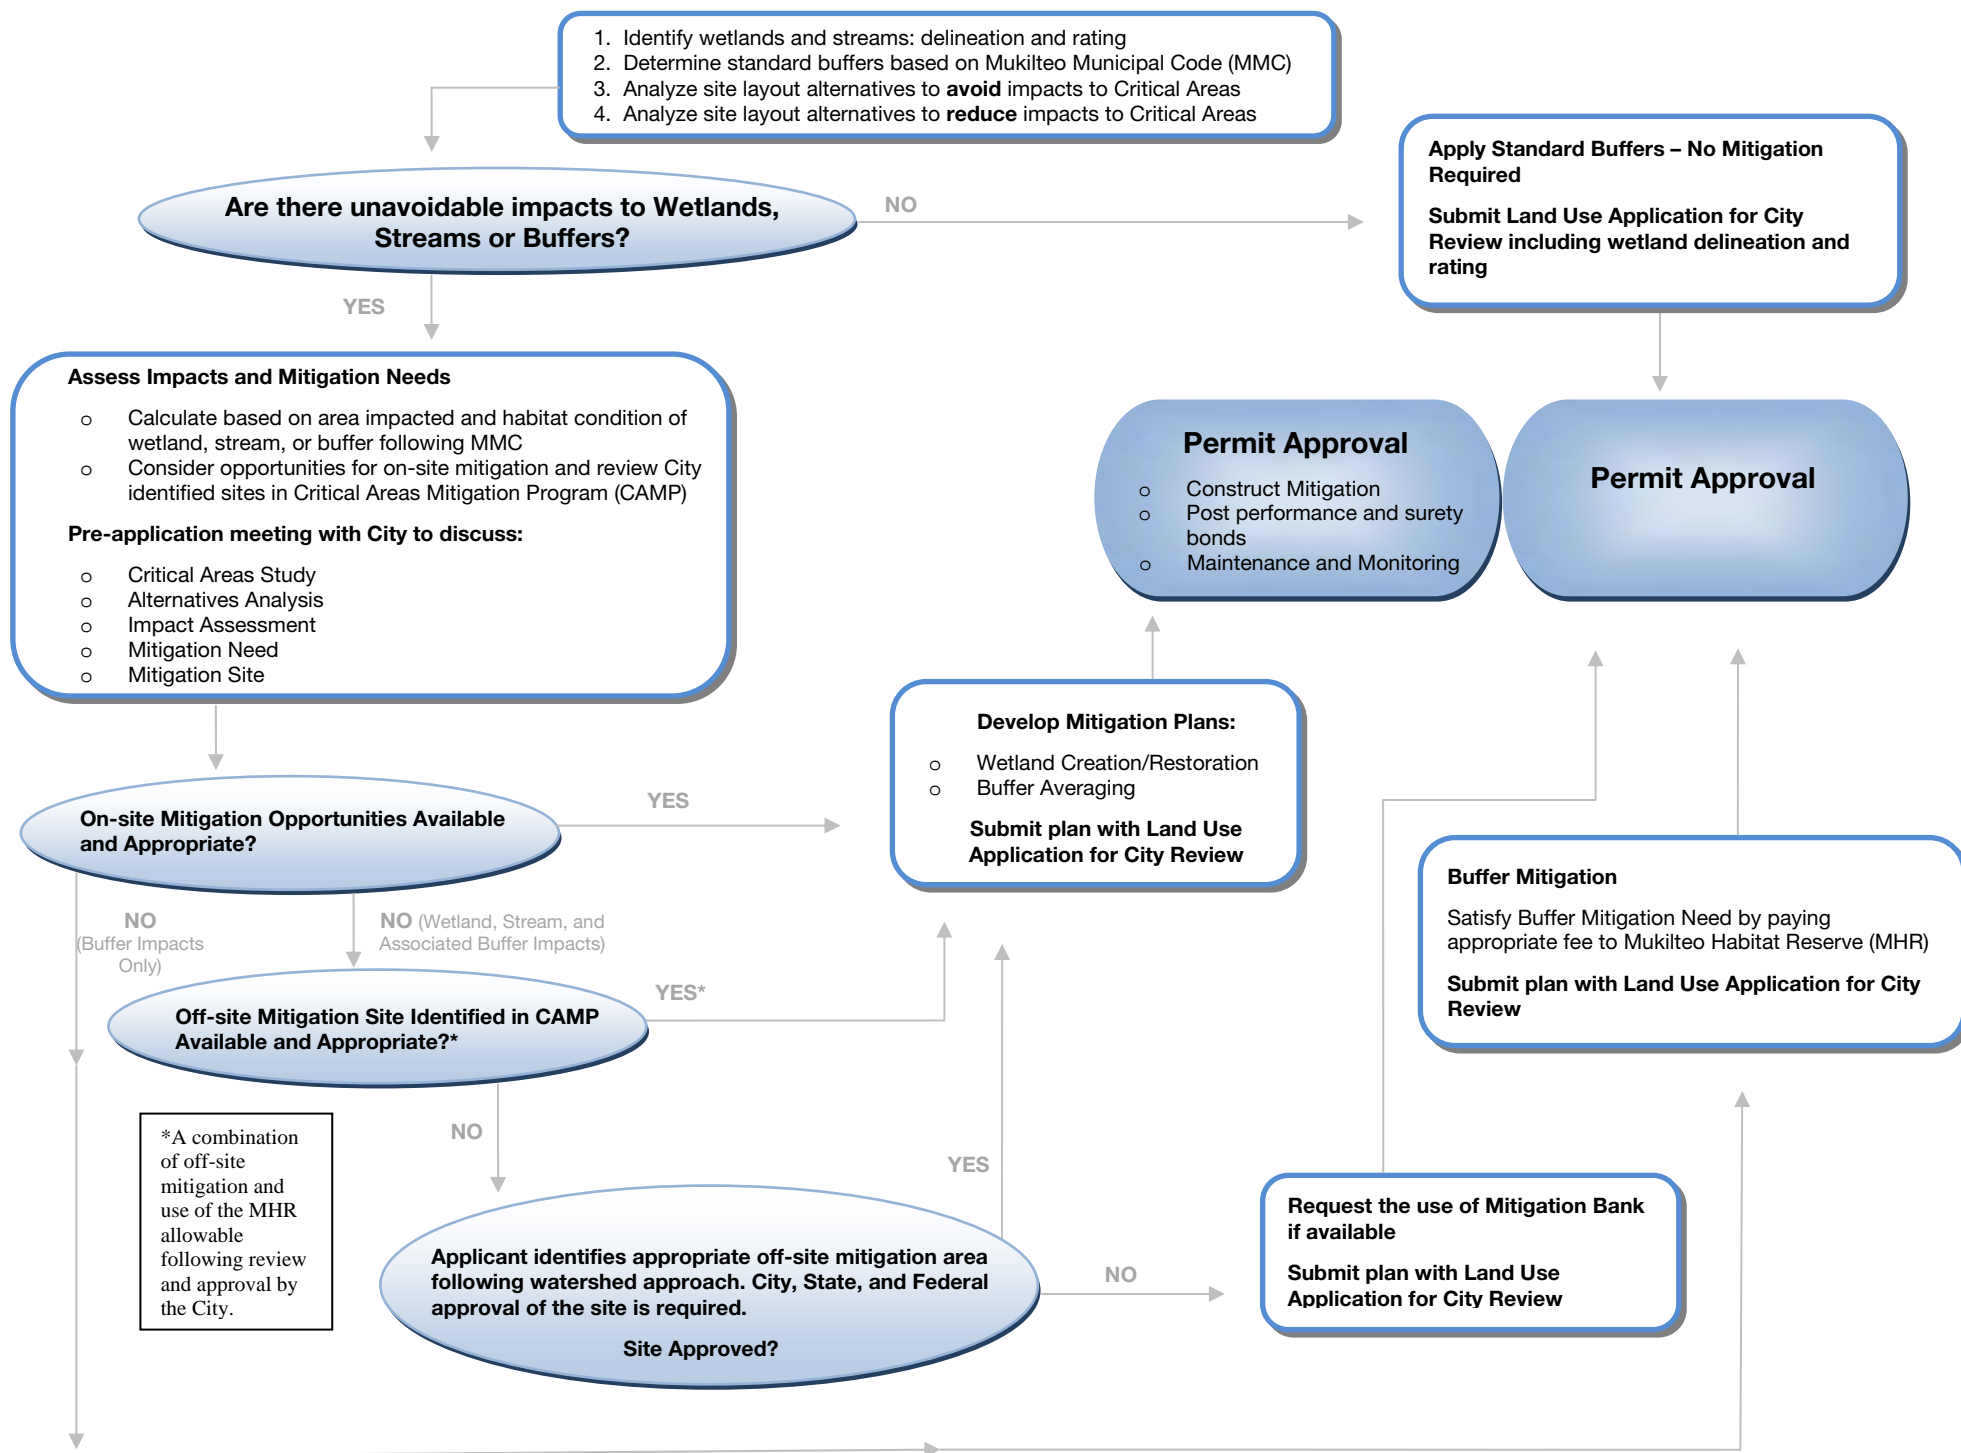 1. Identify wetlands and streams: delineation and rating
2. Determine standard buffers based on Mukilteo Municipal Code (MMC)
3. Analyze site layout alternatives to avoid impacts to Critical Areas
4. Analyze site layout alternatives to reduce impacts to Critical Areas
Are there unavoidable impacts to Wetlands,
Streams or Buffers?
NO
Apply Standard Buffers – No Mitigation
Required
Submit Land Use Application for City
Review including wetland delineation and
rating
YES
Assess Impacts and Mitigation Needs
o Calculate based on area impacted and habitat condition of
wetland, stream, or buffer following MMC
o Consider opportunities for on-site mitigation and review City
identified sites in Critical Areas Mitigation Program (CAMP)
Pre-application meeting with City to discuss:
o Critical Areas Study
o Alternatives Analysis
o Impact Assessment
o Mitigation Need
o Mitigation Site
Permit Approval
o Construct Mitigation
o Post performance and surety
bonds
o Maintenance and Monitoring
Permit Approval
Develop Mitigation Plans:
o Wetland Creation/Restoration
o Buffer Averaging
Submit plan with Land Use
Application for City Review
On-site Mitigation Opportunities Available
and Appropriate?
YES
NO
(Buffer Impacts
Only)
NO (Wetland, Stream, and
Associated Buffer Impacts)
Buffer Mitigation
Satisfy Buffer Mitigation Need by paying
appropriate fee to Mukilteo Habitat Reserve (MHR)
Submit plan with Land Use Application for City
Review
Off-site Mitigation Site Identified in CAMP
Available and Appropriate?*
YES*
NO
*A combination
of off-site
mitigation and
use of the MHR
allowable
following review
and approval by
the City.
YES
Applicant identifies appropriate off-site mitigation area
following watershed approach. City, State, and Federal
approval of the site is required.
Site Approved?
NO
Request the use of Mitigation Bank
if available
Submit plan with Land Use
Application for City Review